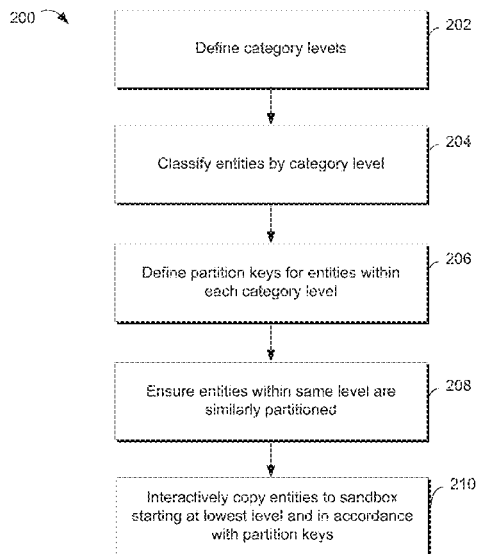 200
202
Define category levels
204
Classify entities by category level
206
Define partition keys for entities within
each category level
208
Ensure entities within same level are
similarly partitioned
210
Interactively copy entities to sandbox
starting at lowest level and in accordance
with partition keys